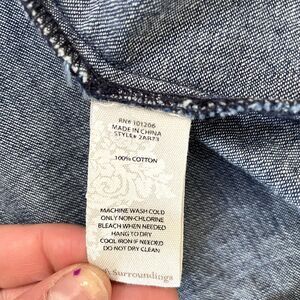 RN# 101206
MADE IN CHINA
STYLE# 2AB73
100% COTTON
MACHINE WASH COLD
ONLY NON-CHLORINE
BLEACH WHEN NEEDED
HANG TO DRY
COOL IRON IF NEEDED
DO NOT DRY CLEAN
Surroundings